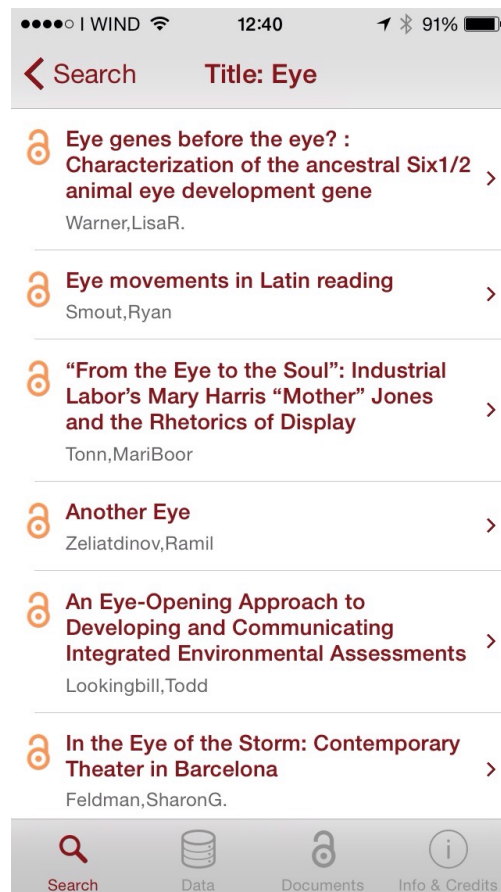 I WIND 12:40 91%
Search Title: Eye
Eye genes before the eye? :
Characterization of the ancestral Six1/2
animal eye development gene
Warner,LisaR.
Eye movements in Latin reading
Smout,Ryan
“From the Eye to the Soul”: Industrial
Labor’s Mary Harris “Mother” Jones
and the Rhetorics of Display
Tonn,MariBoor
Another Eye
Zeliatdinov,Ramil
An Eye-Opening Approach to
Developing and Communicating
Integrated Environmental Assessments
Lookingbill,Todd
In the Eye of the Storm: Contemporary
Theater in Barcelona
Feldman,SharonG.
Search Data Documents Info & Credits